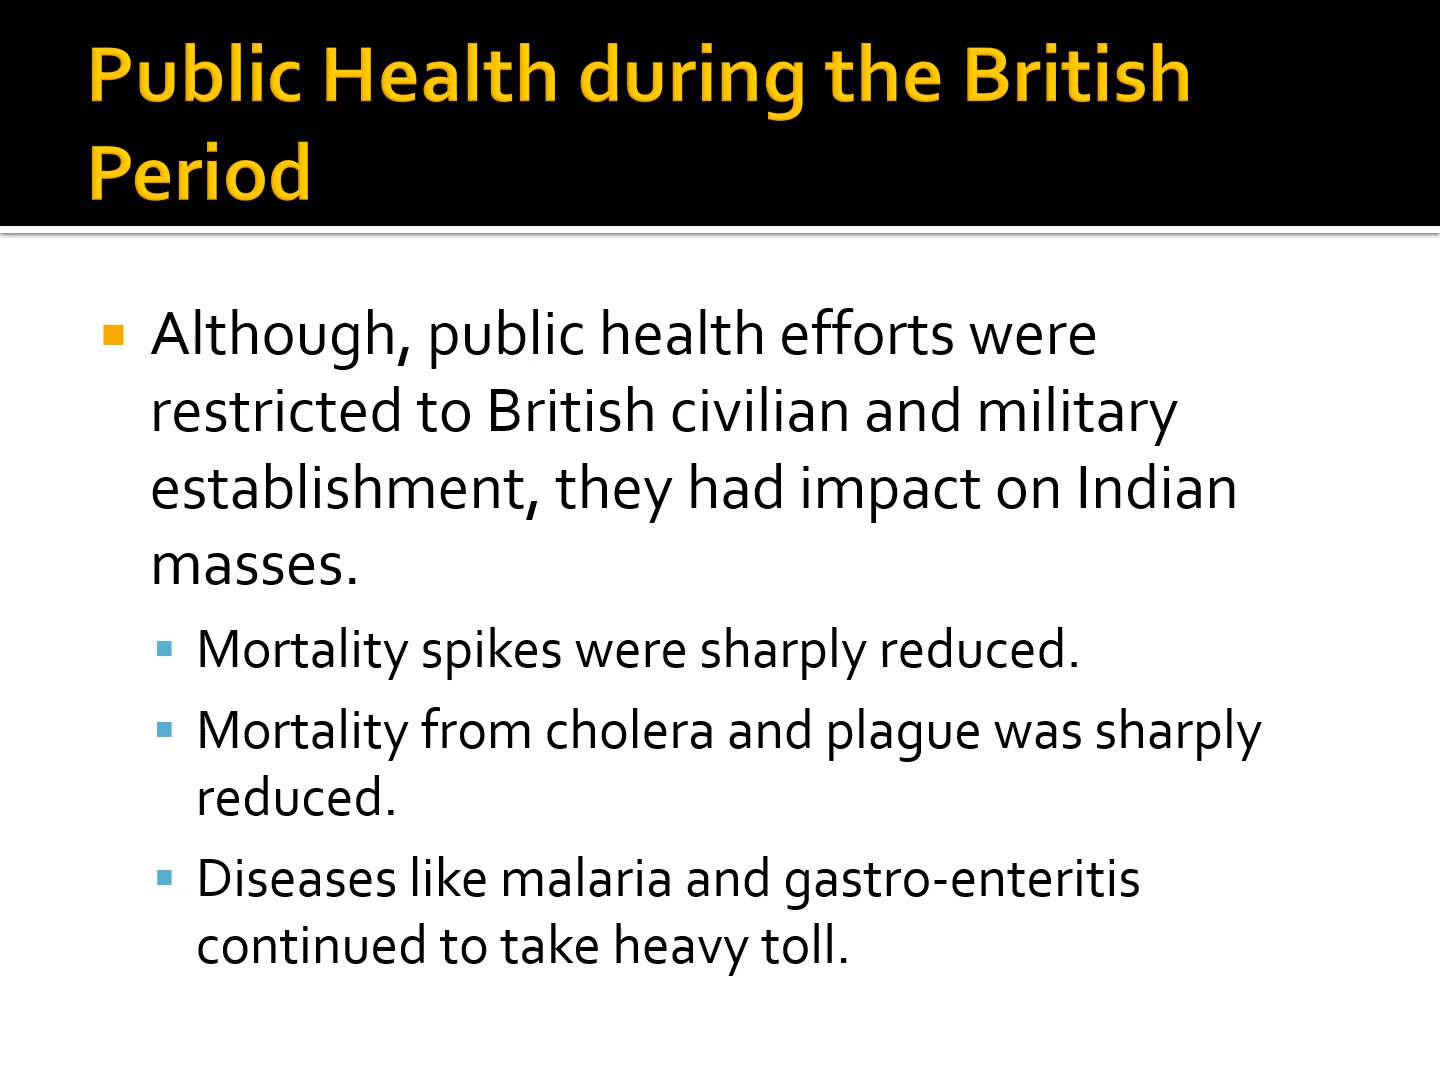 Public Health during the British
Period
Although, public health efforts were
restricted to British civilian and military
establishment, they had impact on Indian
masses.
Mortality spikes were sharply reduced.
Mortality from cholera and plague was sharply
reduced.
Diseases like malaria and gastro-enteritis
continued to take heavy toll.